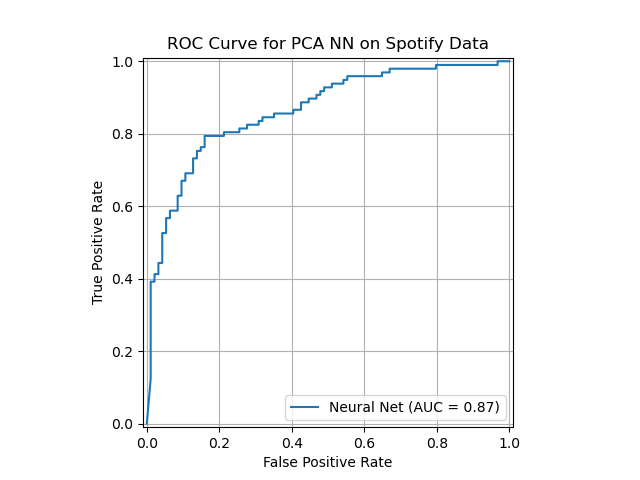 ROC Curve for PCA NN on Spotify Data
True Positive Rate
1.0
0.8
0.6
0.4
0.2
0.0
Neural Net (AUC = 0.87)
0.0 0.2 0.4 0.6 0.8 1.0
False Positive Rate